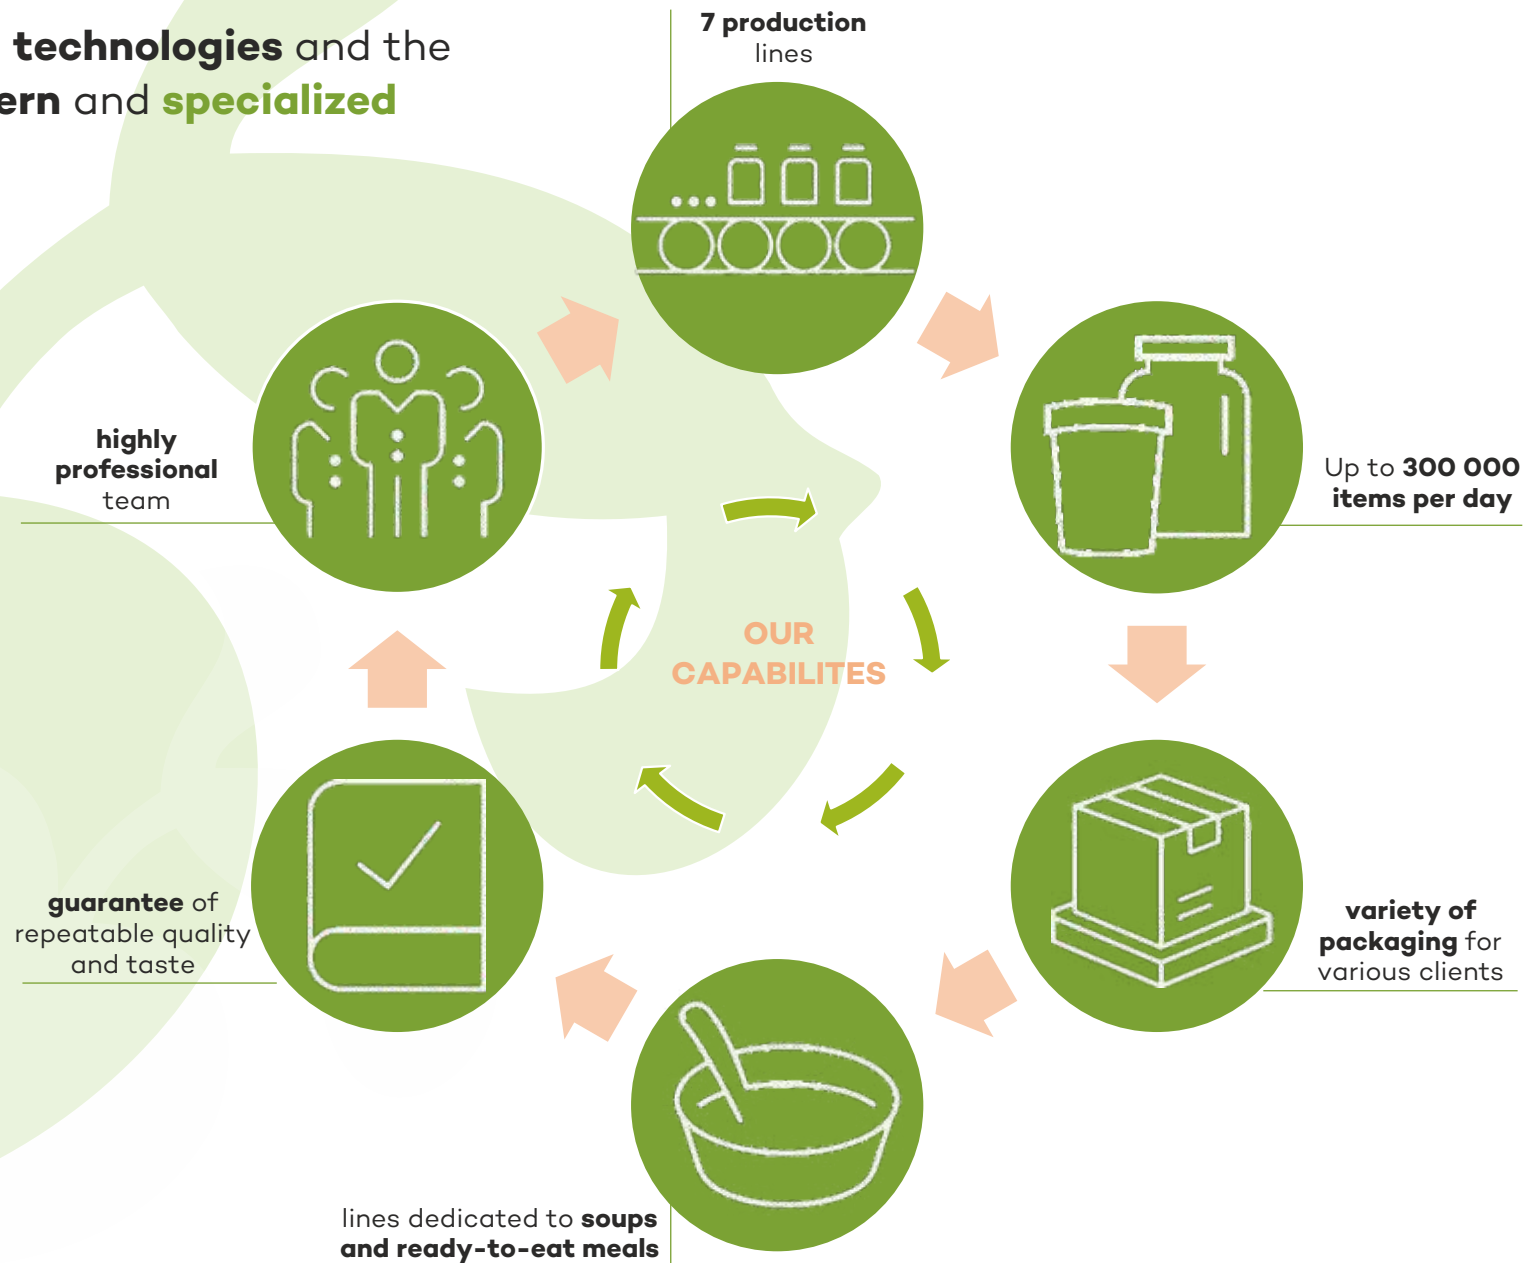 technologies and the
and specialized
7 production
lines
highly
professional
team
Up to 300 000
items per day
OUR
CAPABILITES
guarantee of
repeatable quality
and taste
variety of
packaging for
various clients
lines dedicated to soups
and ready-to-eat meals